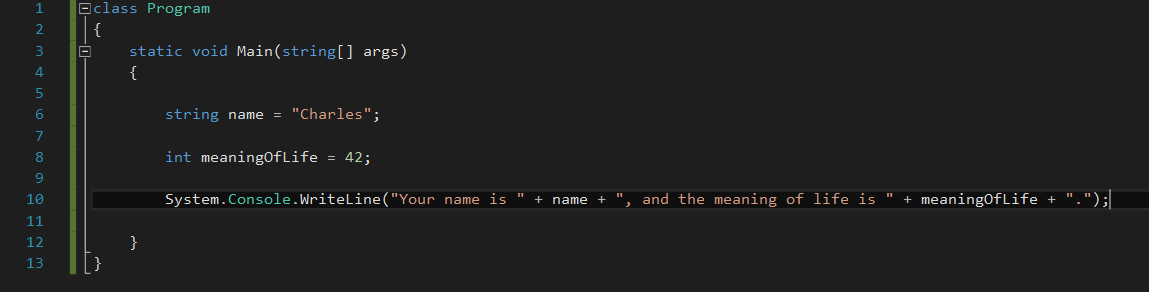 1 class Program
2 {
3     static void Main(string[] args)
4     {
5
6         string name = "Charles";
7
8         int meaningOfLife = 42;
9
10         System.Console.WriteLine("Your name is " + name + ", and the meaning of life is " + meaningOfLife + ".");
11
12     }
13 }